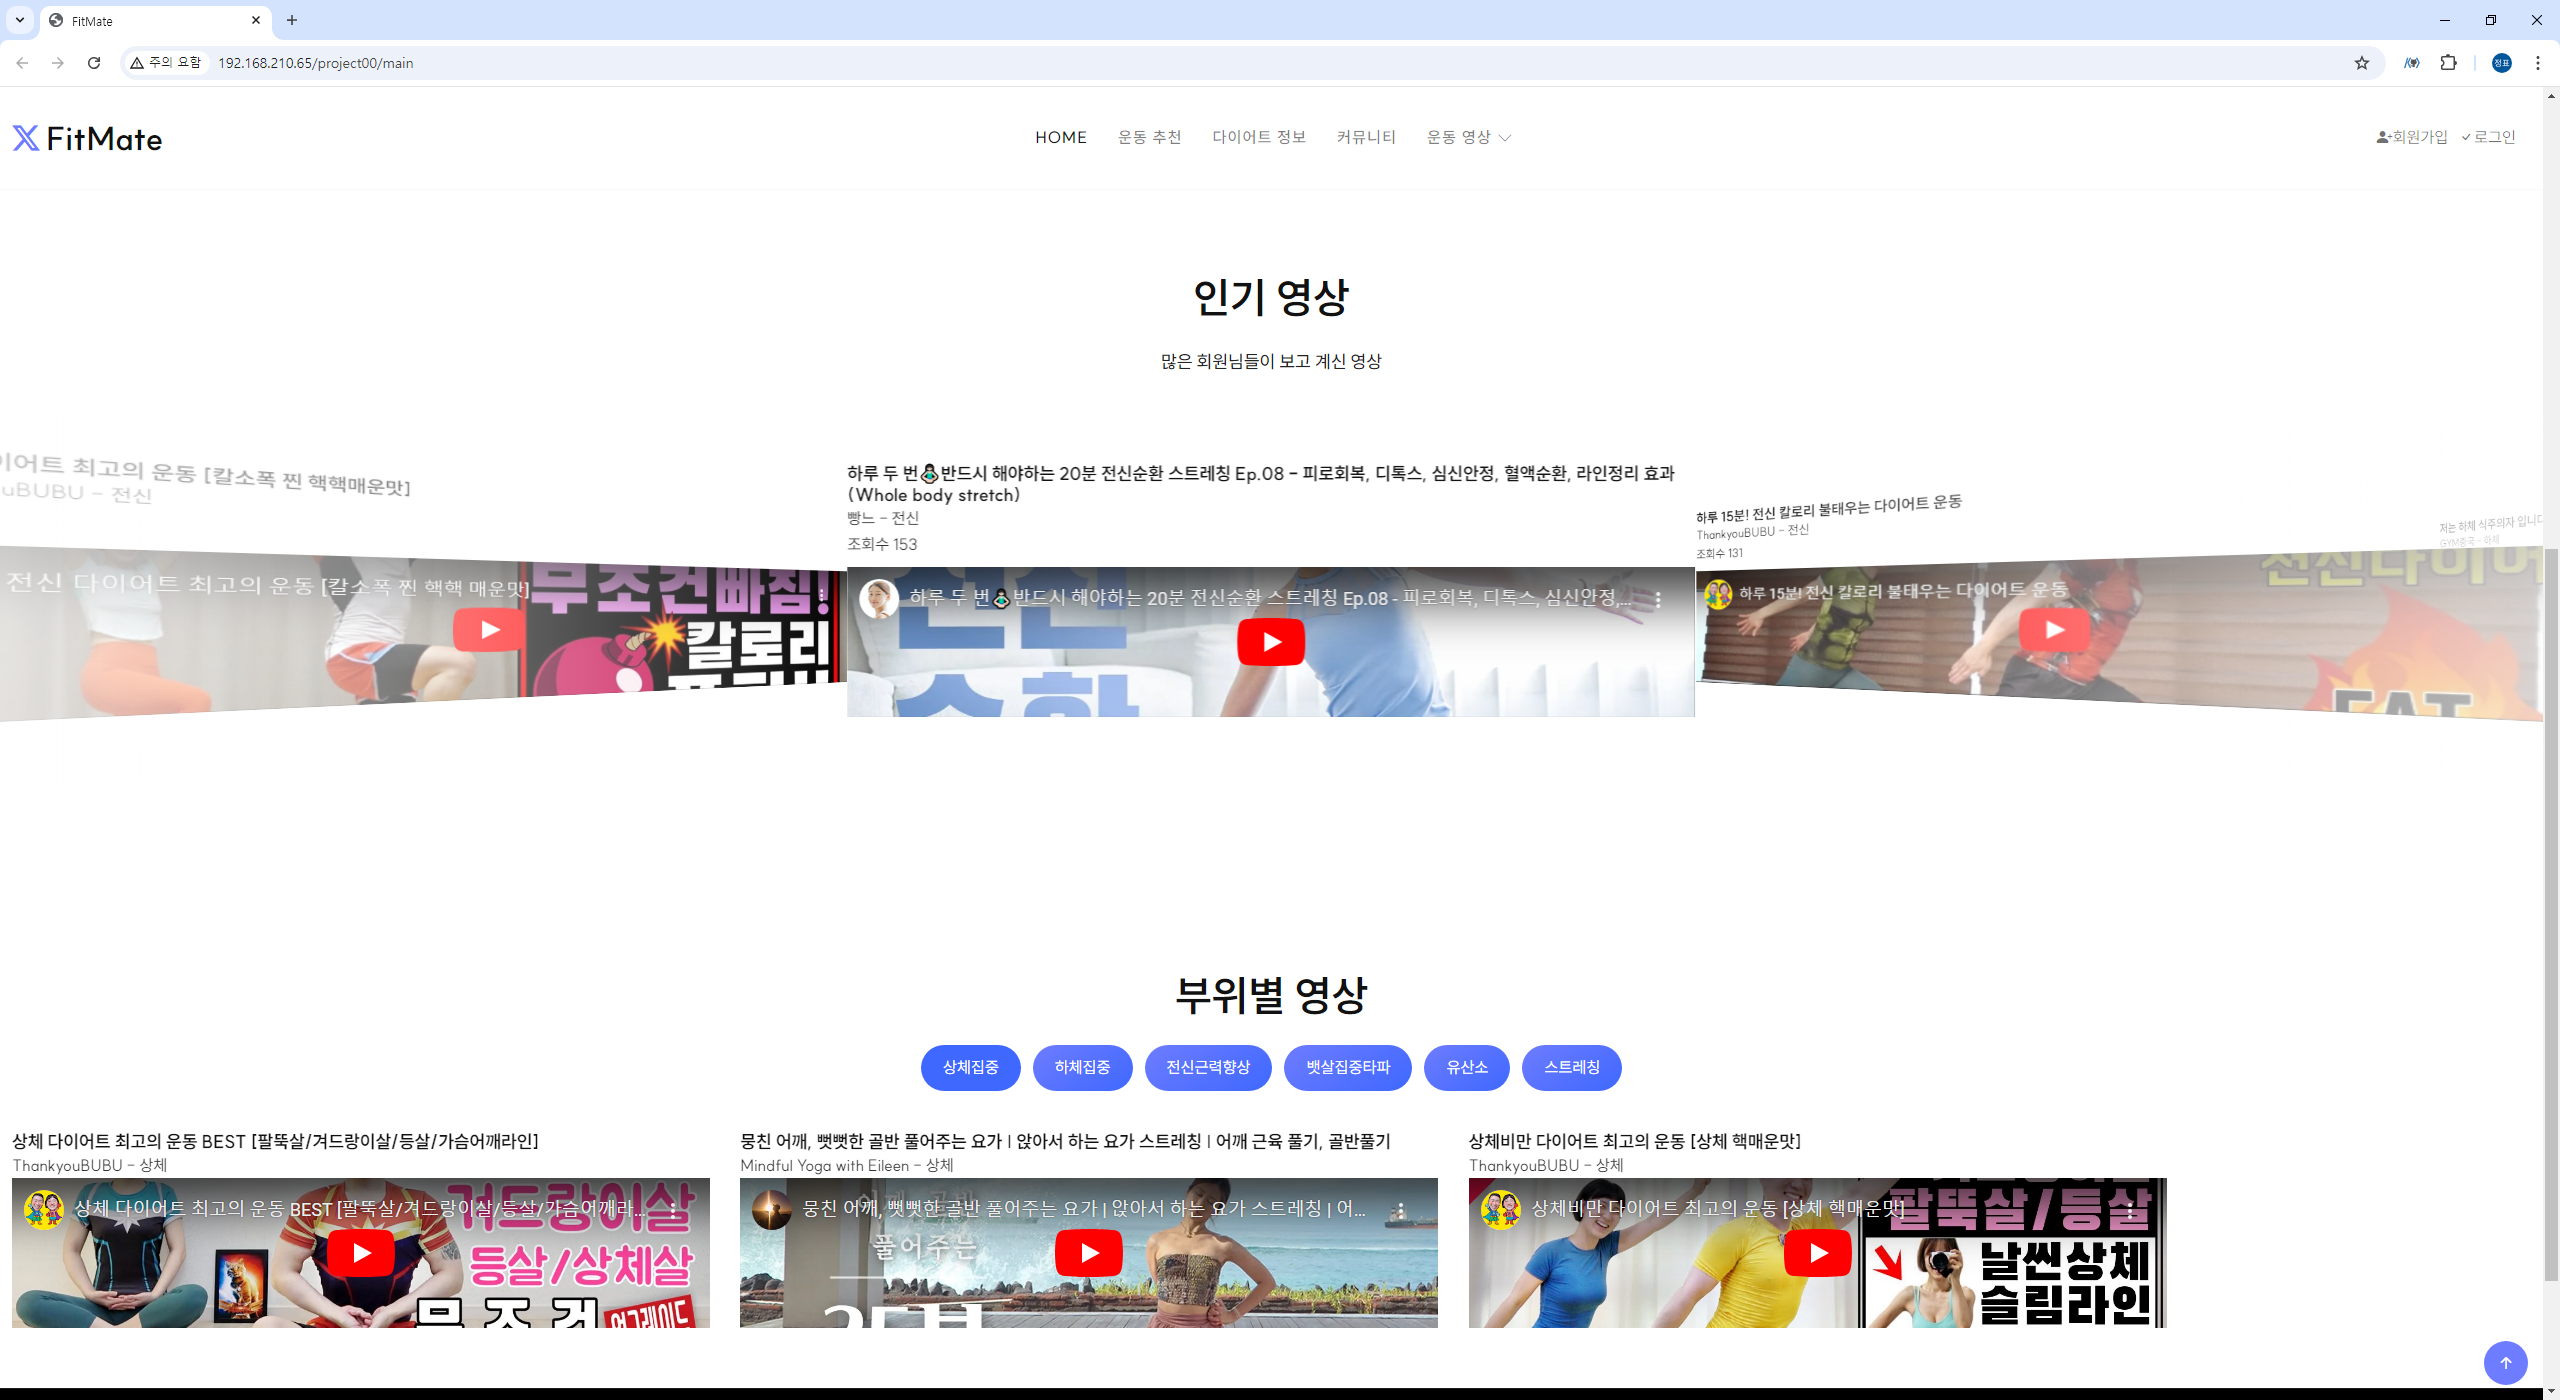 FitMate
주의 요함
192.168.210.65/project00/main
정표
FitMate
HOME
운동 추천
다이어트 정보
커뮤니티
운동 영상
회원가입
로그인
인기 영상
많은 회원님들이 보고 계신 영상
이어트 최고의 운동 [칼소폭 찐 핵핵매운맛]
uBUBU - 전신
전신 다이어트 최고의 운동 [칼소폭 찐 핵핵 매운맛]
무조건빠짐!
칼로리
하루 두 번 반드시 해야하는 20분 전신순환 스트레칭 Ep.08 - 피로회복, 디톡스, 심신안정, 혈액순환, 라인정리 효과
(Whole body stretch)
빵느 - 전신
조회수 153
하루 두 번 반드시 해야하는 20분 전신순환 스트레칭 Ep.08 - 피로회복, 디톡스, 심신안정,...
하루 15분! 전신 칼로리 불태우는 다이어트 운동
ThankyouBUBU - 전신
조회수 131
저는 하체 식주의자 입니다
GYM종국 - 하체
하루 15분! 전신 칼로리 불태우는 다이어트 운동
전신다이어
FAT
부위별 영상
상체집중
하체집중
전신근력향상
뱃살집중타파
유산소
스트레칭
상체 다이어트 최고의 운동 BEST [팔뚝살/겨드랑이살/등살/가슴어깨라인]
ThankyouBUBU - 상체
상체 다이어트 최고의 운동 BEST [팔뚝살/겨드랑이살/등살/가슴어깨라...
겨드랑이살
등살/상체살
무조건
업그레이드
뭉친 어깨, 뻣뻣한 골반 풀어주는 요가 | 앉아서 하는 요가 스트레칭 | 어깨 근육 풀기, 골반풀기
Mindful Yoga with Eileen - 상체
뭉친 어깨, 뻣뻣한 골반 풀어주는 요가 | 앉아서 하는 요가 스트레칭 | 어...
풀어주는
상체비만 다이어트 최고의 운동 [상체 핵매운맛]
ThankyouBUBU - 상체
상체비만 다이어트 최고의 운동 [상체 핵매운맛]
팔뚝살/등살
날씬상체
슬림라인